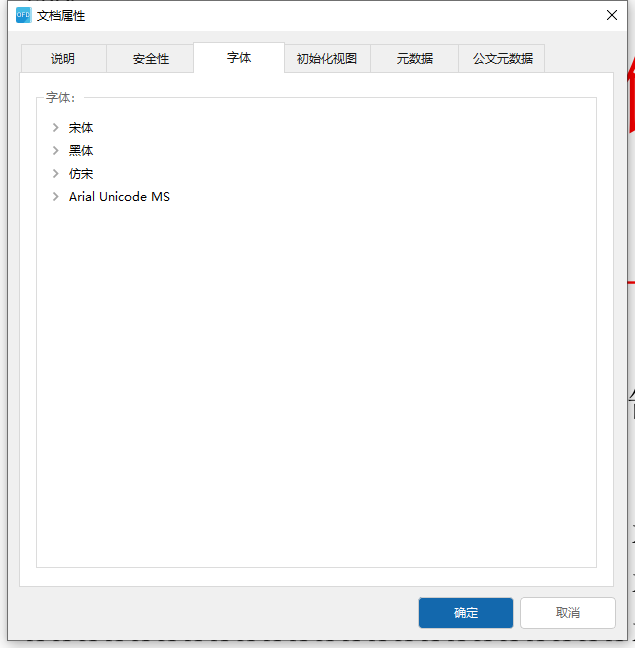 OFD 文档属性
说明 安全性 字体 初始化视图 元数据 公文元数据
字体:
宋体
黑体
仿宋
Arial Unicode MS
确定 取消